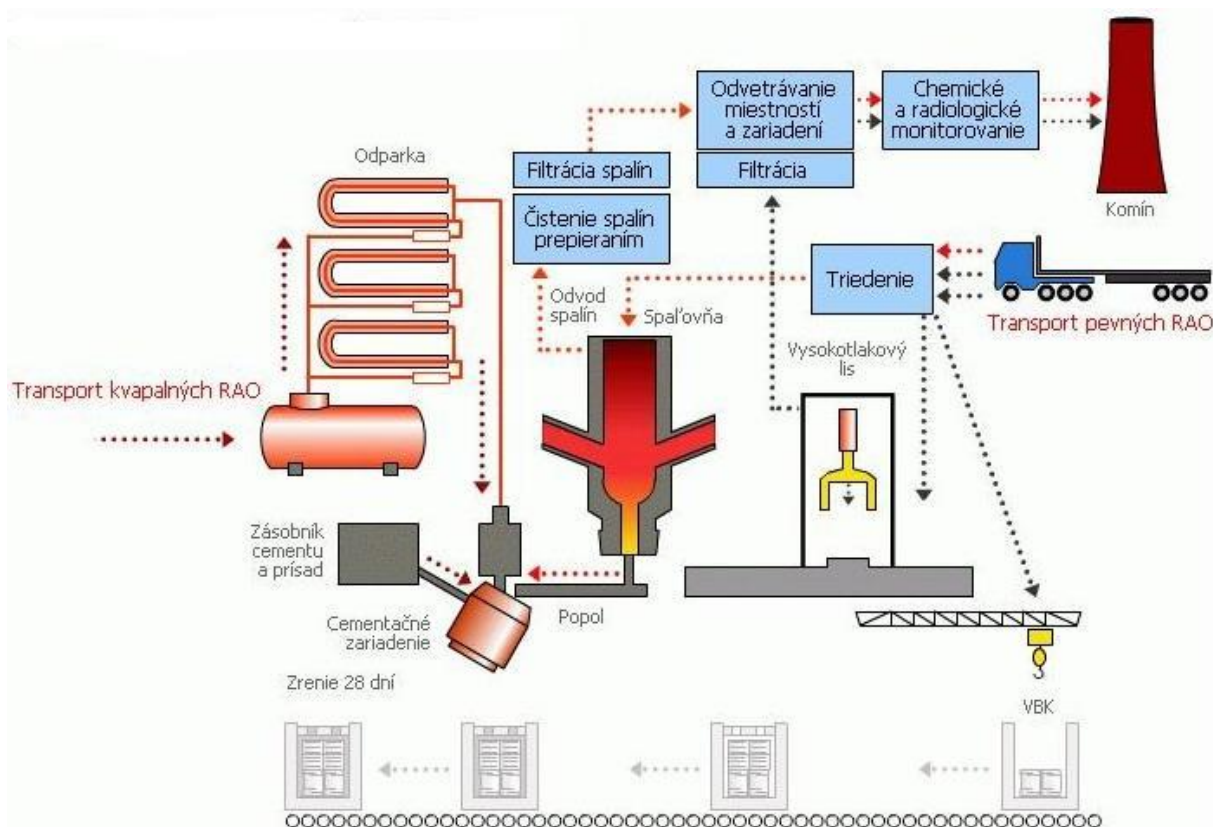 Odvetrávanie
miestností
a zariadení
Chemické
a radiologické
monitorovanie
Odparka
Filtrácia spalín
Filtrácia
Čistenie spalín
prepieraním
Komín
Triedenie
Odvod
spalín
Spaľovňa
Transport pevných RAO
Vysokotlakový
lis
Transport kvapalných RAO
Zásobník
cementu
a prísad
Popol
Cementačné
zariadenie
Zrenie 28 dní
VBK